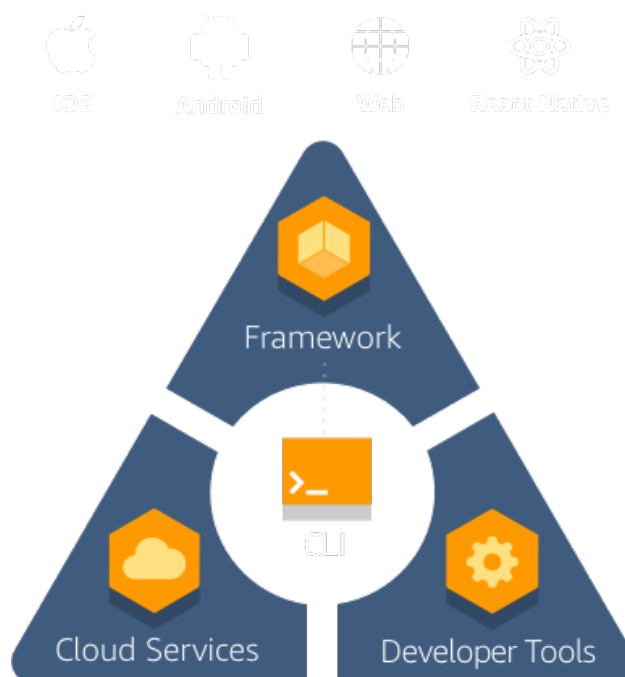 iOS
Android
Web
React Native
Framework
>_
CLI
Cloud Services
Developer Tools